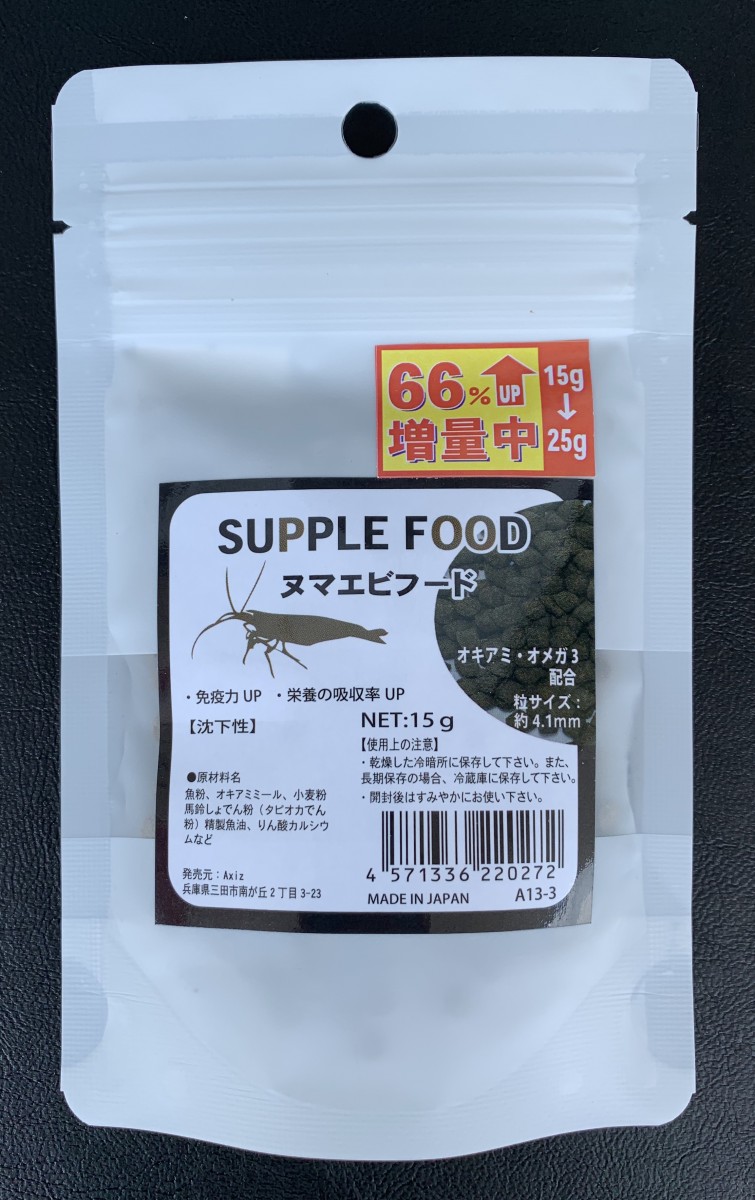 66% UP
増量中
15g
↓
25g
SUPPLE FOOD
ヌマエビフード
オキアミ・オメガ3
配合
・免疫力 UP ・栄養の吸収率 UP
粒サイズ：
約4.1mm
【沈下性】
NET:15 g
【使用上の注意】
・乾燥した冷暗所に保存して下さい。また、
長期保存の場合、冷蔵庫に保存して下さい。
・開封後はすみやかにお使い下さい。
●原材料名
魚粉、オキアミミール、小麦粉
馬鈴しょでん粉（タピオカでん
粉）精製魚油、りん酸カルシウ
ムなど
発売元：Axiz
兵庫県三田市南が丘2丁目3-23
4 571336 220272
MADE IN JAPAN
A13-3